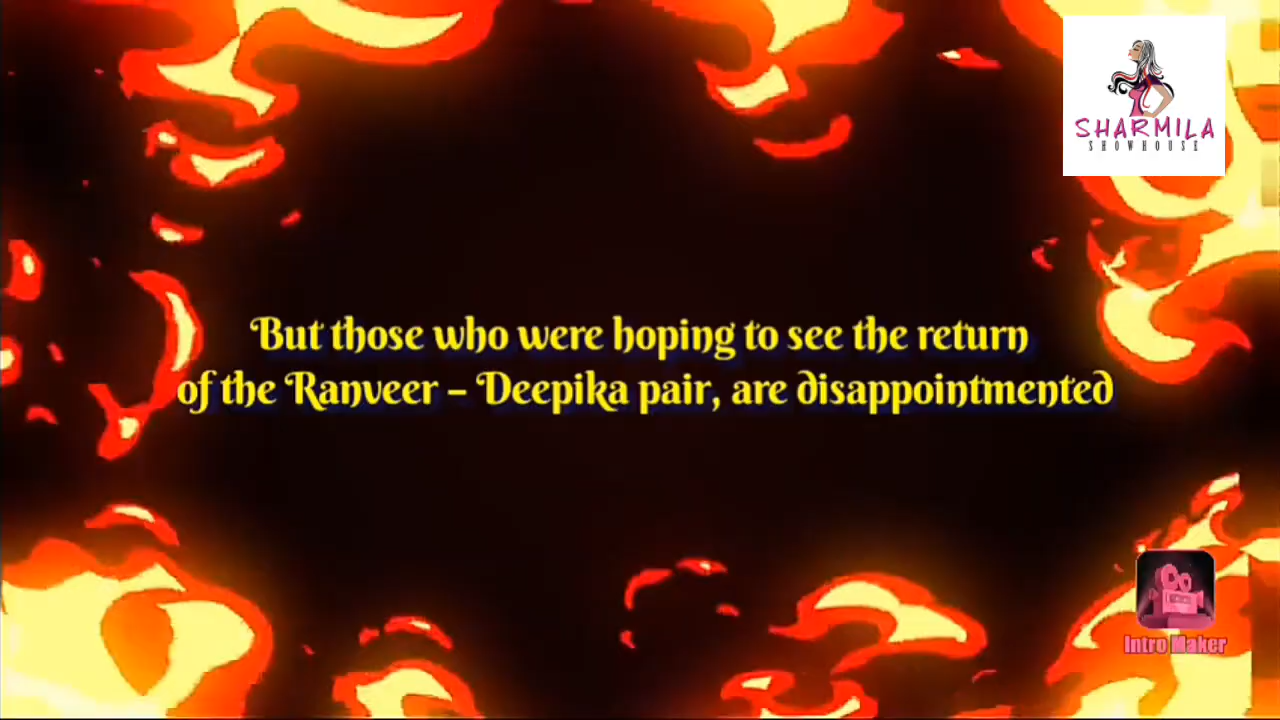 SHARMILA
SHOWHOUSE
But those who were hoping to see the return
of the Ranveer – Deepika pair, are disappointmented
Intro Maker